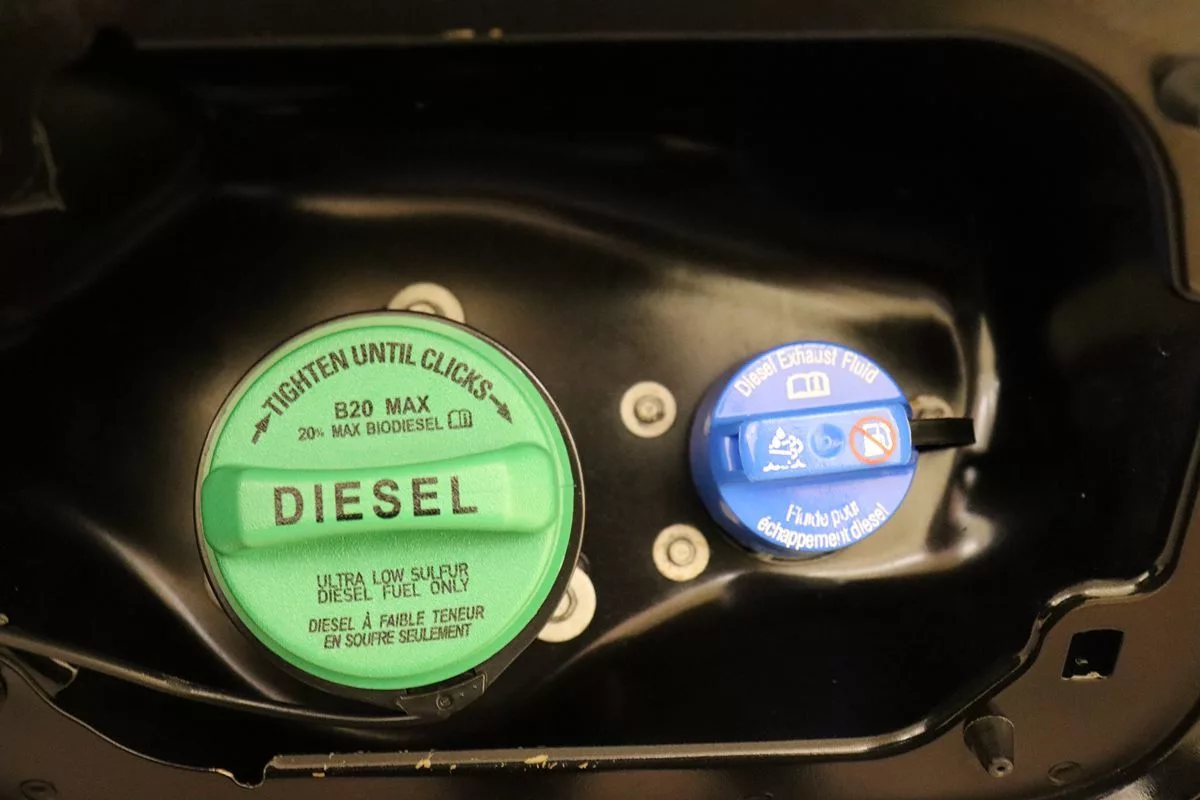 TIGHTEN UNTIL CLICKS
B20 MAX
20% MAX BIODIESEL
DIESEL
ULTRA LOW SULFUR
DIESEL FUEL ONLY
DIESEL À FAIBLE TENEUR
EN SOUFRE SEULEMENT
Diesel Exhaust Fluid
Fluide pour
échappement diesel